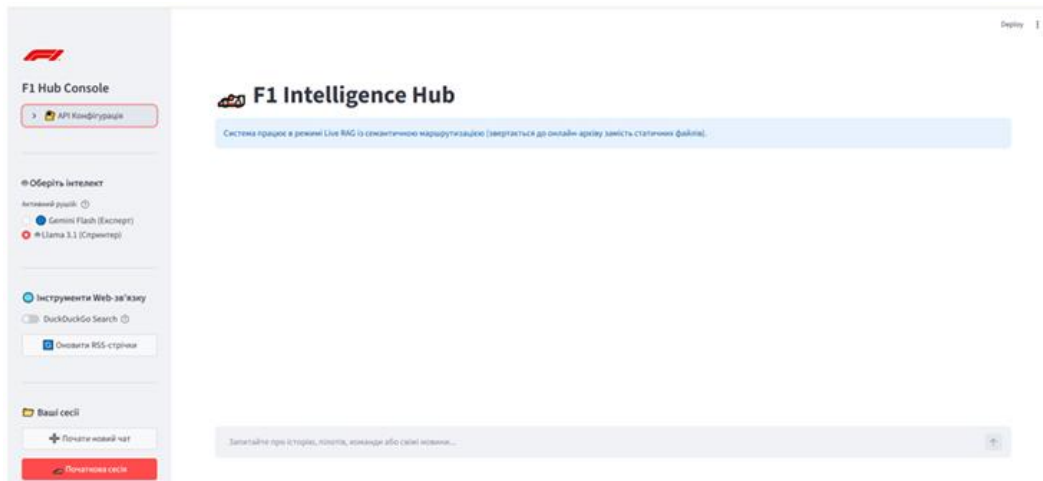 Deploy
F1 Hub Console
API Конфігурація
Оберіть інтелект
Активний рушій:
Gemini Flash (Експерт)
Llama 3.1 (Спринтер)
Інструменти Web-зв'язку
DuckDuckGo Search
Оновити RSS-стрічки
Ваші сесії
Почати новий чат
Початкова сесія
F1 Intelligence Hub
Система працює в режимі Live RAG із семантичною маршрутизацією (звертається до онлайн-архіву замість статичних файлів).
Запитайте про історію, пілотів, команди або свіжі новини...